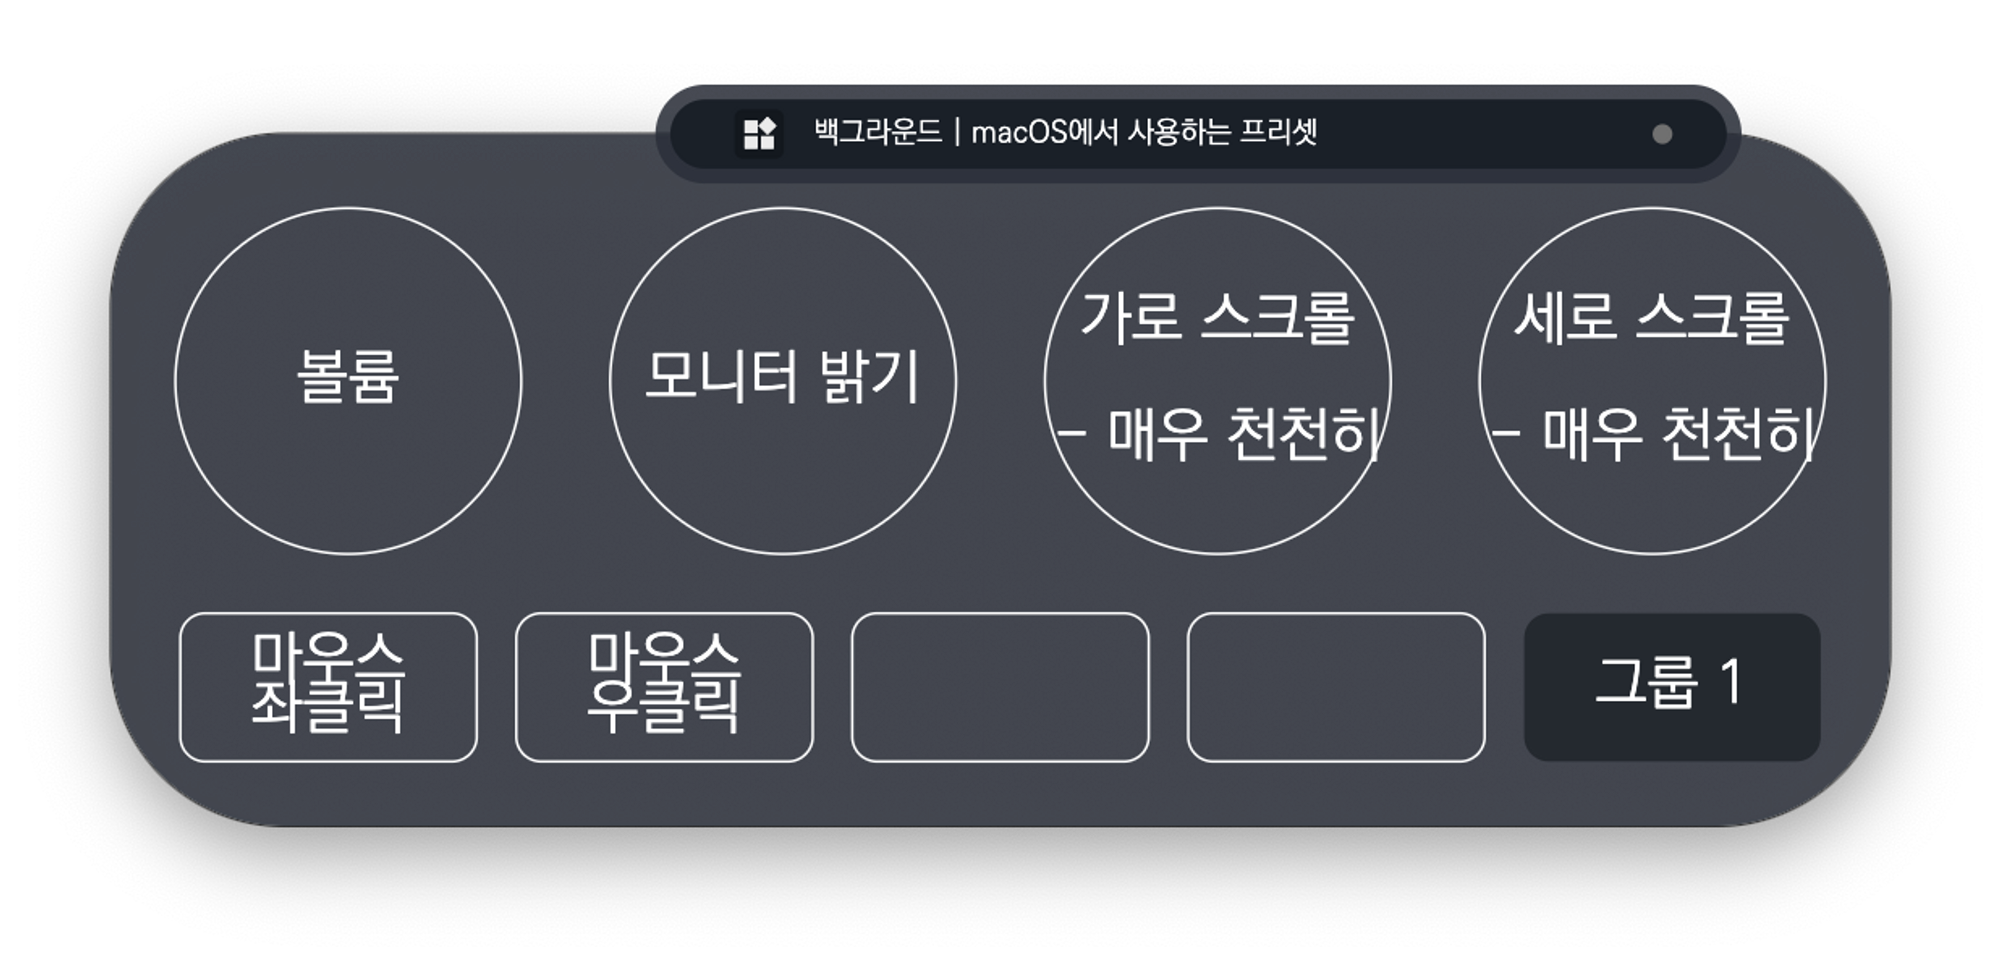 백그라운드 | macOS에서 사용하는 프리셋
볼륨
모니터 밝기
가로 스크롤
- 매우 천천히
세로 스크롤
- 매우 천천히
마우스
좌클릭
마우스
우클릭
그룹 1